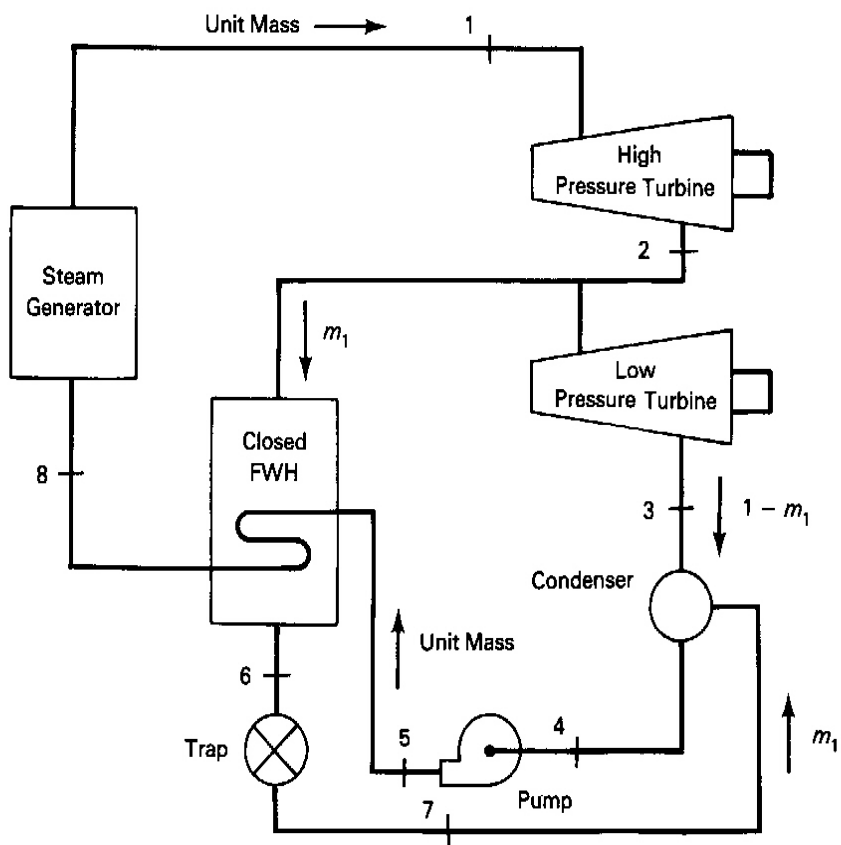 Unit Mass
1
High
Pressure Turbine
2
Steam
Generator
m₁
Low
Pressure Turbine
Closed
FWH
8
3
1 – m₁
Condenser
Unit Mass
6
Trap
5
4
m₁
Pump
7